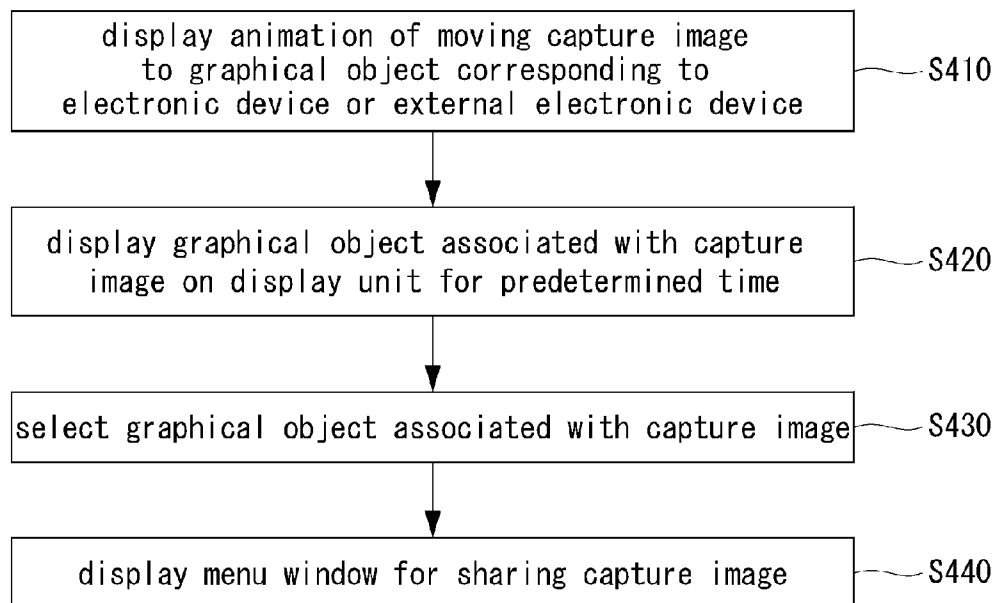 display animation of moving capture image
to graphical object corresponding to
electronic device or external electronic device
S410
display graphical object associated with capture
image on display unit for predetermined time
S420
select graphical object associated with capture image
S430
display menu window for sharing capture image
S440